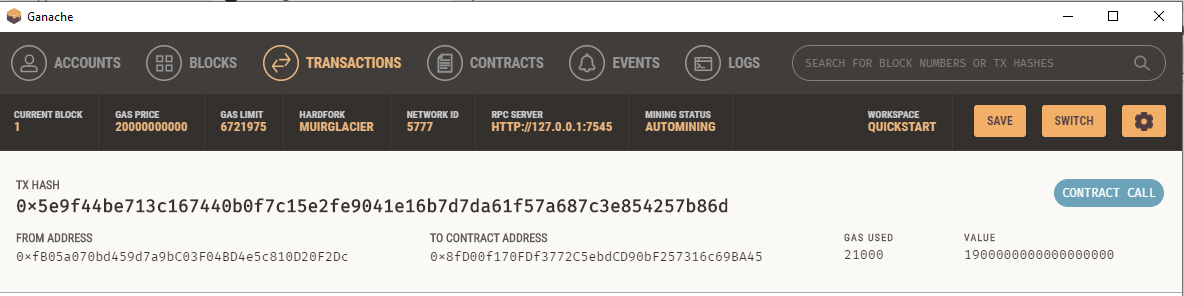 Ganache
ACCOUNTS BLOCKS TRANSACTIONS CONTRACTS EVENTS LOGS SEARCH FOR BLOCK NUMBERS OR TX HASHES
CURRENT BLOCK GAS PRICE GAS LIMIT HARDFORK NETWORK ID RPC SERVER MINING STATUS WORKSPACE SAVE SWITCH
1 20000000000 6721975 MUIRGLACIER 5777 HTTP://127.0.0.1:7545 AUTOMINING QUICKSTART
TX HASH
0×5e9f44be713c167440b0f7c15e2fe9041e16b7d7da61f57a687c3e854257b86d CONTRACT CALL
FROM ADDRESS TO CONTRACT ADDRESS GAS USED VALUE
0×fB05a070bd459d7a9bC03F04BD4e5c810D20F2Dc 0×8fD00f170FDf3772C5ebdCD90bF257316c69BA45 21000 1900000000000000000